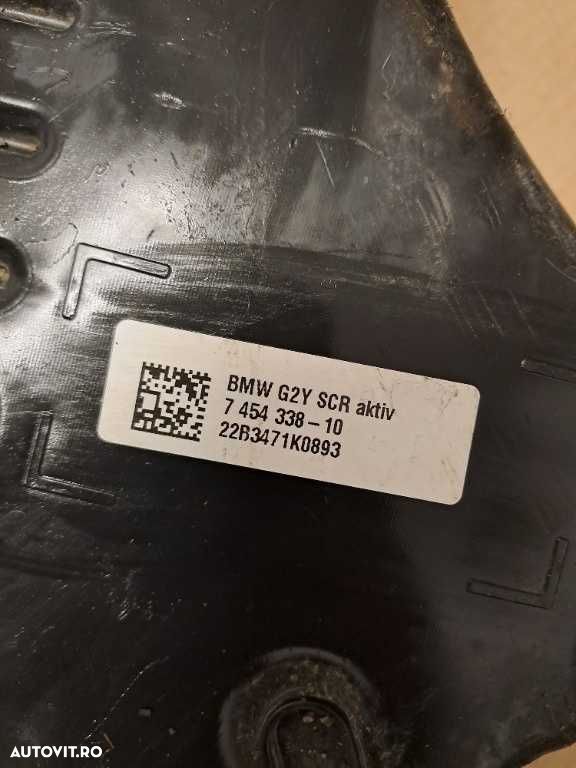 BMW G2Y SCR aktiv
7 454 338-10
22B3471K0893
AUTOVIT.RO